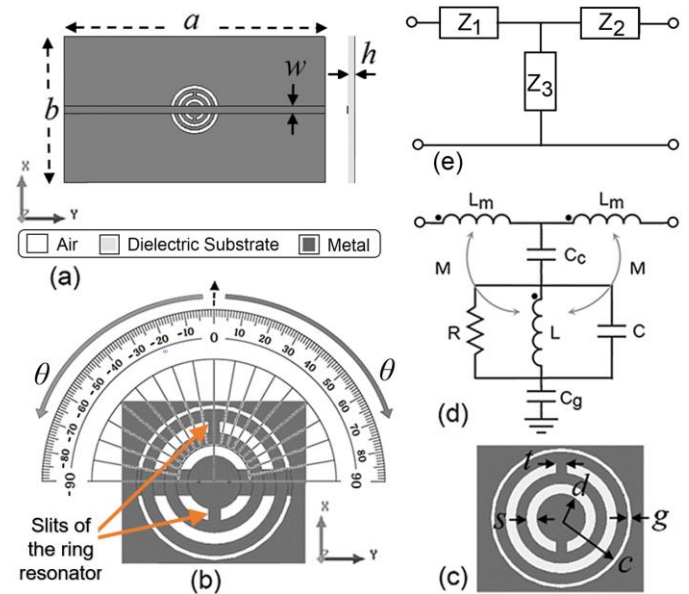 a
b
w
h
X
Z
Y
Air
Dielectric Substrate
Metal
(a)
Z1
Z2
Z3
(e)
Lm
Lm
M
M
Cc
R
L
C
Cg
(d)
θ
θ
-90 -80 -70 -60 -50 -40 -30 -20 -10 0 10 20 30 40 50 60 70 80 90
Slits of
the ring
resonator
X
Z
Y
(b)
t
d
s
g
c
(c)